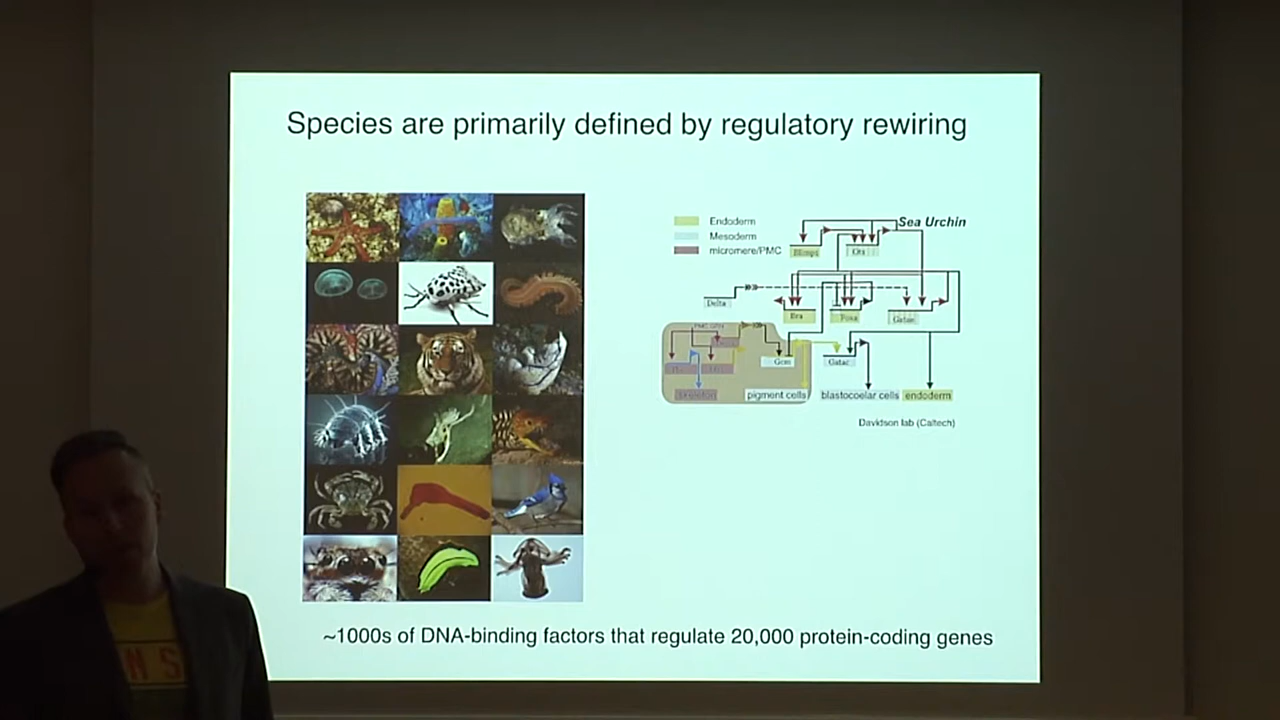 Species are primarily defined by regulatory rewiring
Endoderm
Mesoderm
micromere/PMC
Sea Urchin
Blimp1
Otx
Delta
Bra
Foxa
Gatae
Gcm
Gatac
skeleton
pigment cells
blastocoelar cells
endoderm
Davidson lab (Caltech)
~1000s of DNA-binding factors that regulate 20,000 protein-coding genes
N S